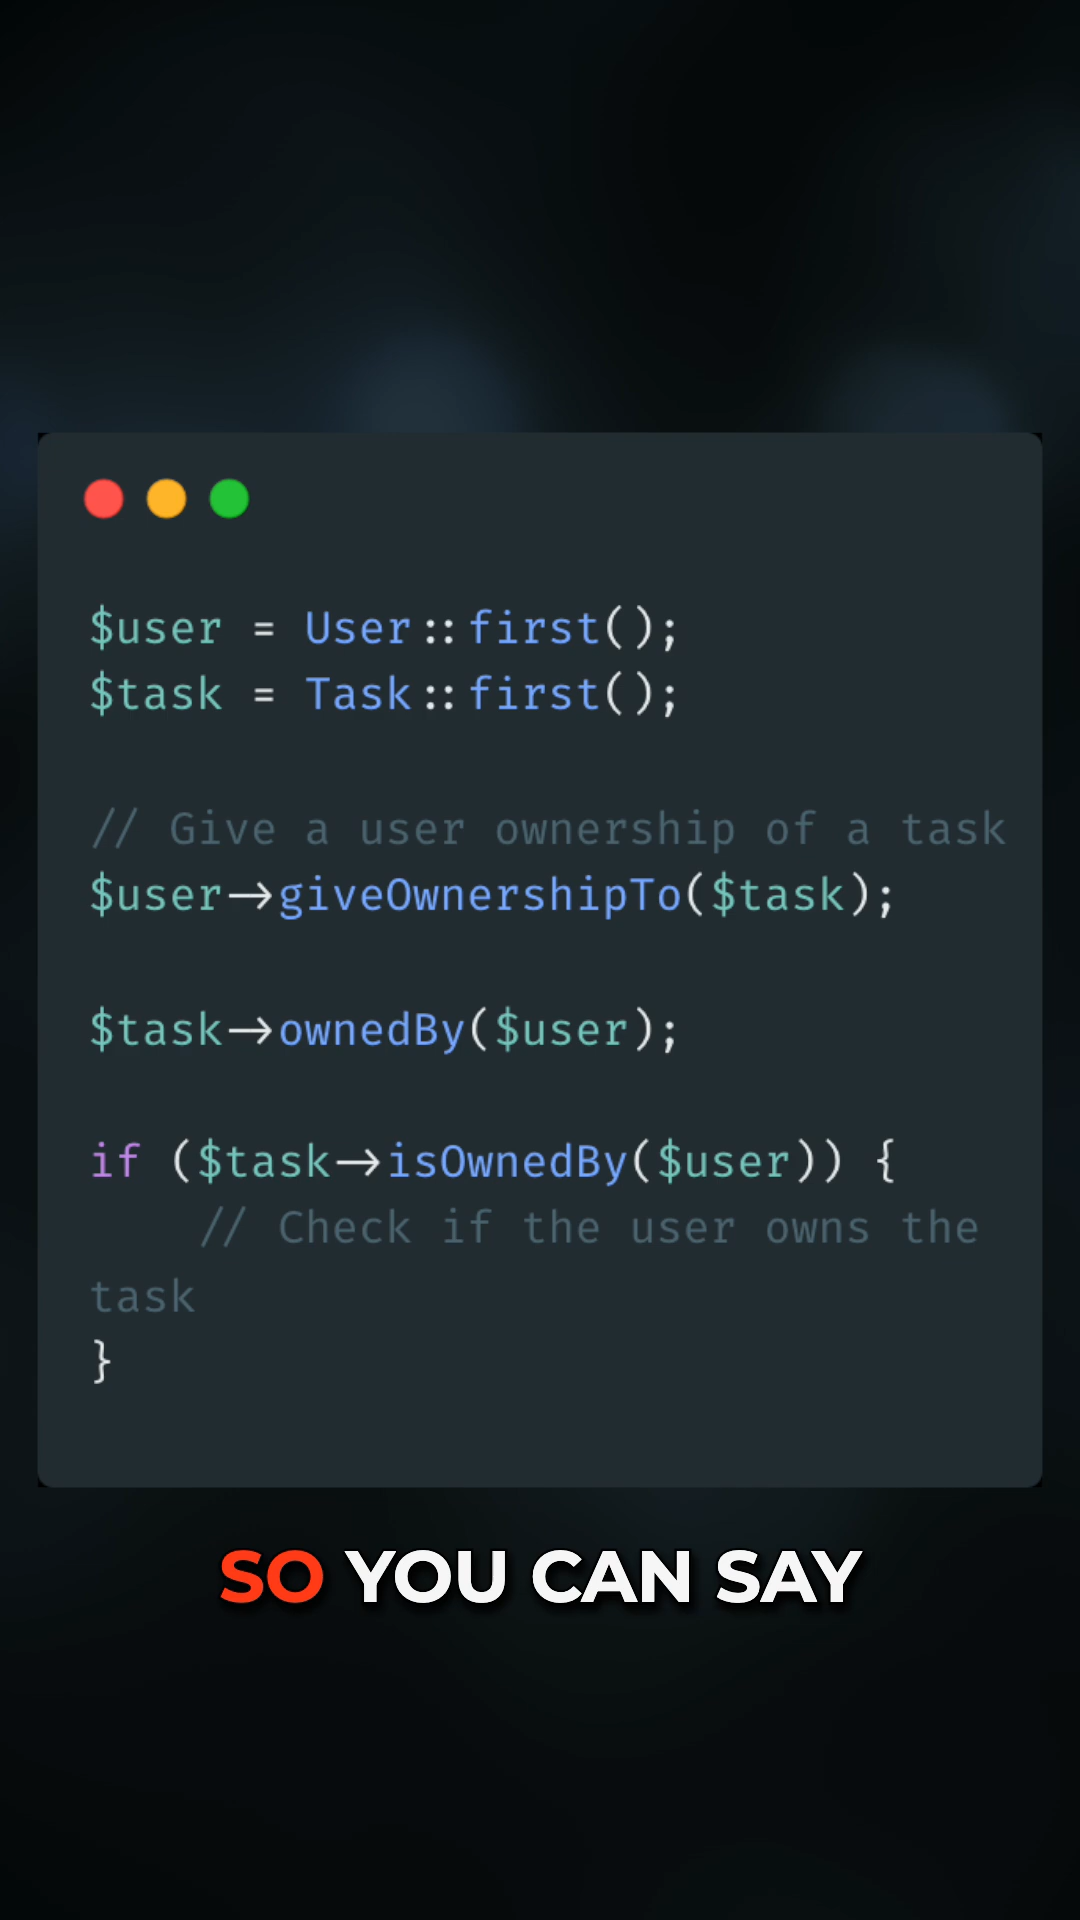 $user = User::first();
$task = Task::first();
// Give a user ownership of a task
$user->giveOwnershipTo($task);
$task->ownedBy($user);
if ($task->isOwnedBy($user)) {
    // Check if the user owns the
task
}
SO YOU CAN SAY